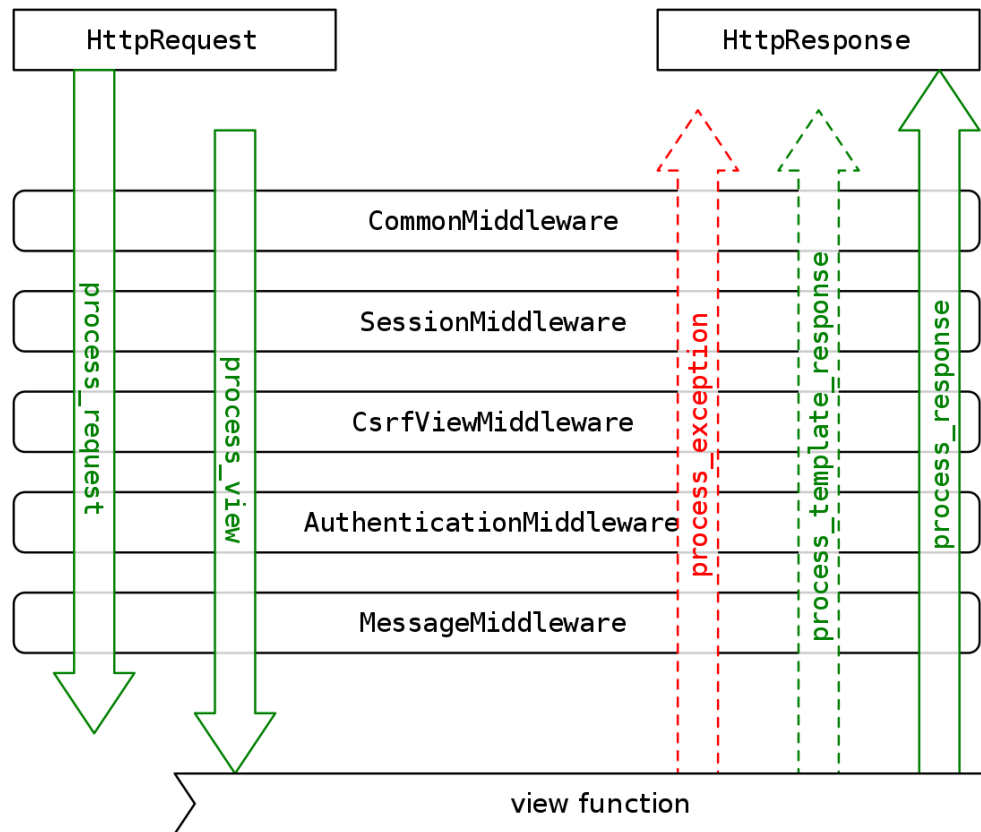 HttpRequest
HttpResponse
CommonMiddleware
SessionMiddleware
CsrfViewMiddleware
AuthenticationMiddleware
MessageMiddleware
process_request
process_view
process_exception
process_template_response
process_response
view function